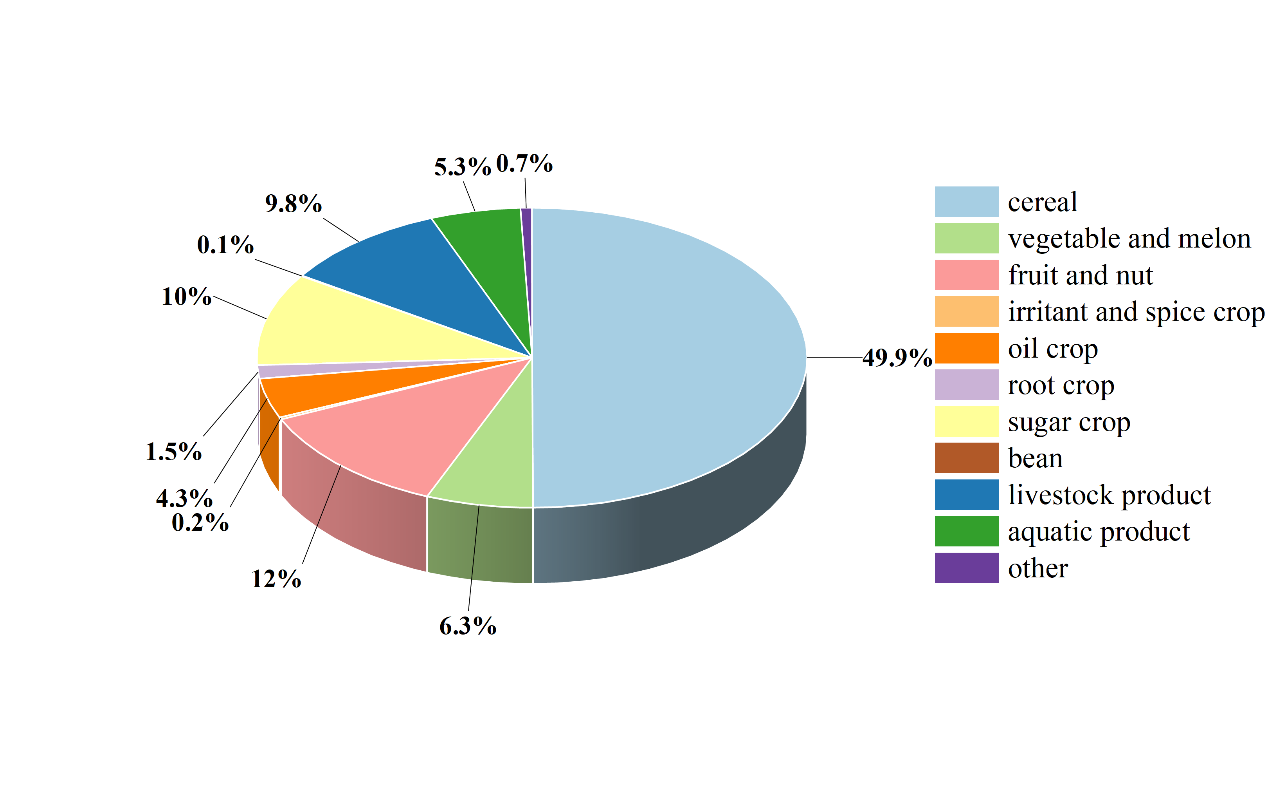 5.3%
0.7%
9.8%
0.1%
10%
49.9%
1.5%
4.3%
0.2%
12%
6.3%
cereal
vegetable and melon
fruit and nut
irritant and spice crop
oil crop
root crop
sugar crop
bean
livestock product
aquatic product
other